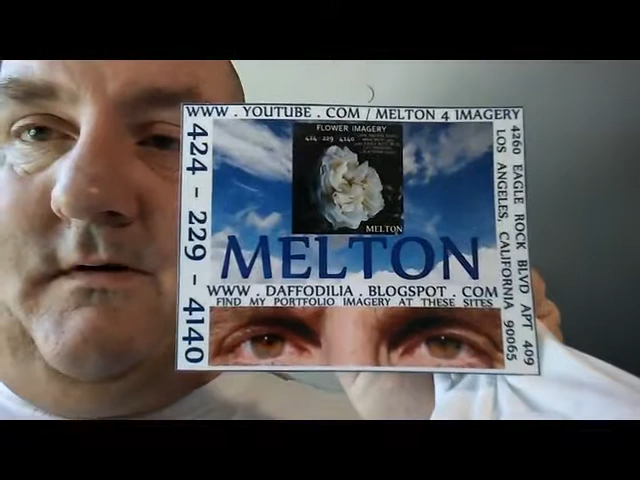 WWW . YOUTUBE . COM / MELTON 4 IMAGERY
424 - 229 - 4140
FLOWER IMAGERY
424 - 229 4140
MELTON
MELTON
WWW . DAFFODILIA . BLOGSPOT . COM
FIND MY PORTFOLIO IMAGERY AT THESE SITES
4260 EAGLE ROCK BLVD APT 409
LOS ANGELES, CALIFORNIA 90065